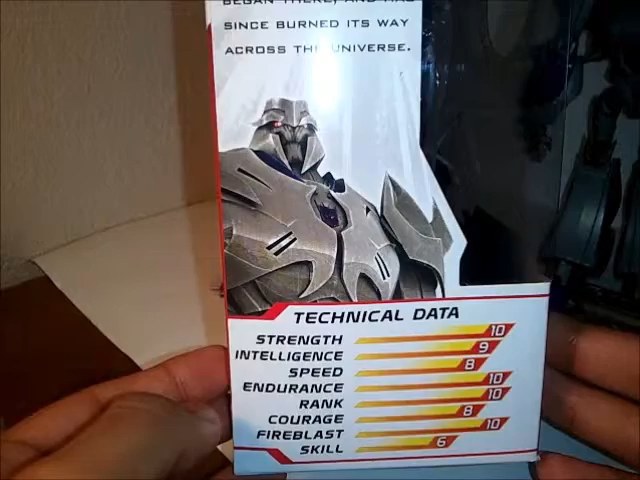 BEGAN THERE, AND HAS
SINCE BURNED ITS WAY
ACROSS THE UNIVERSE.
TECHNICAL DATA
STRENGTH 10
INTELLIGENCE 9
SPEED 8
ENDURANCE 10
RANK 10
COURAGE 8
FIREBLAST 10
SKILL 6